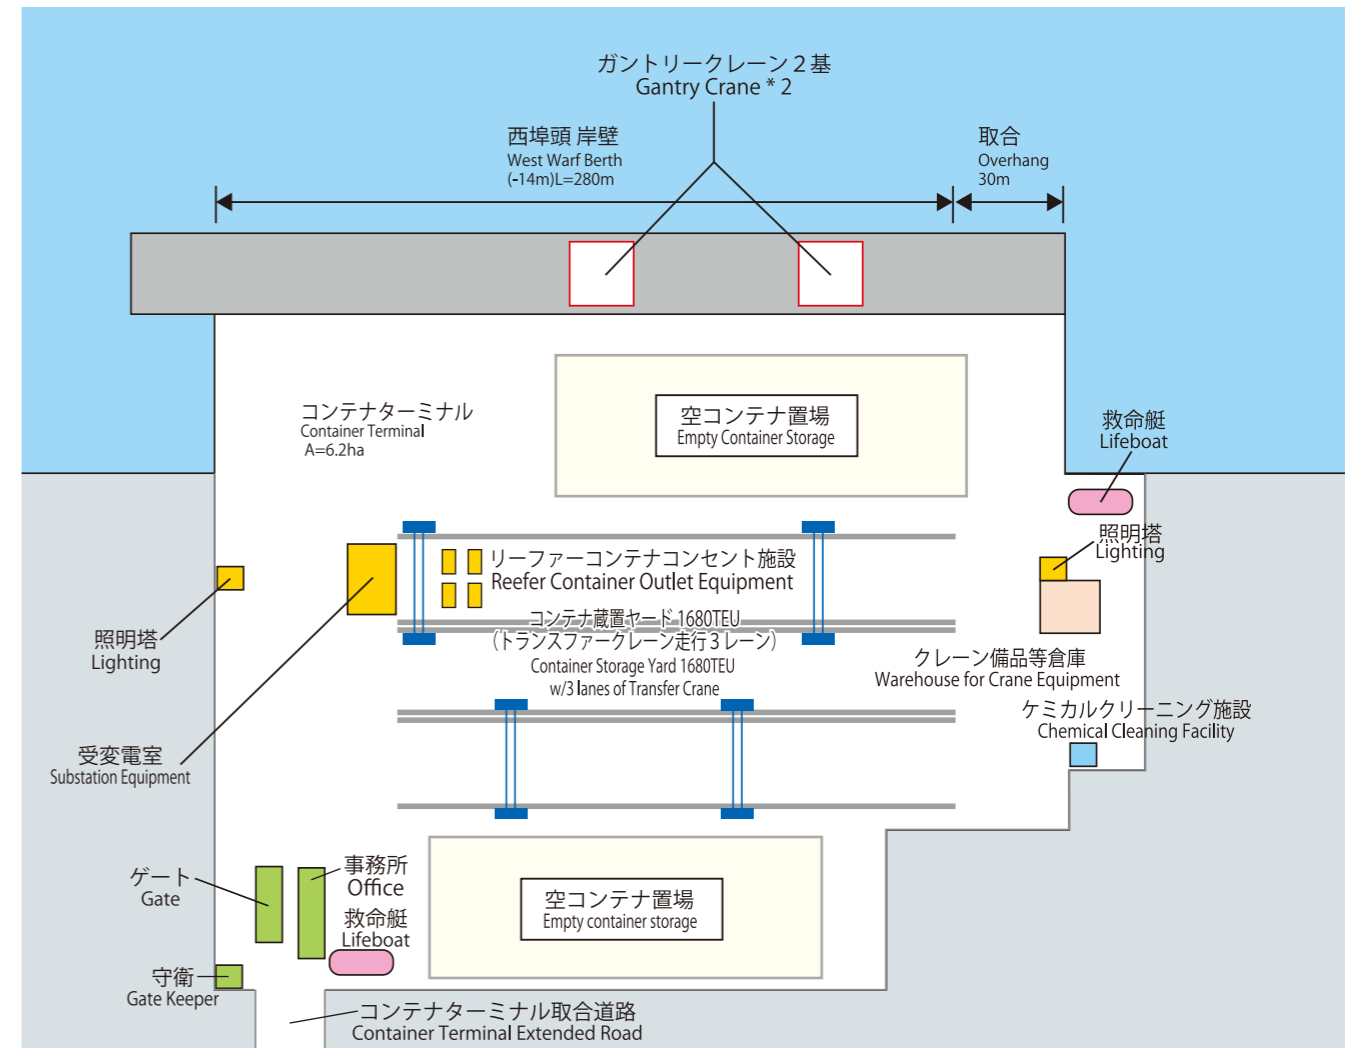 ガントリークレーン２基
Gantry Crane * 2
西埠頭 岸壁
West Warf Berth
(-14m)L=280m
取合
Overhang
30m
コンテナターミナル
Container Terminal
A=6.2ha
空コンテナ置場
Empty Container Storage
救命艇
Lifeboat
照明塔
Lighting
リーファーコンテナコンセント施設
Reefer Container Outlet Equipment
コンテナ蔵置ヤード 1680TEU
（トランスファークレーン走行３レーン）
Container Storage Yard 1680TEU
w/3 lanes of Transfer Crane
照明塔
Lighting
クレーン備品等倉庫
Warehouse for Crane Equipment
ケミカルクリーニング施設
Chemical Cleaning Facility
受変電室
Substation Equipment
ゲート
Gate
事務所
Office
救命艇
Lifeboat
空コンテナ置場
Empty container storage
守衛
Gate Keeper
コンテナターミナル取合道路
Container Terminal Extended Road